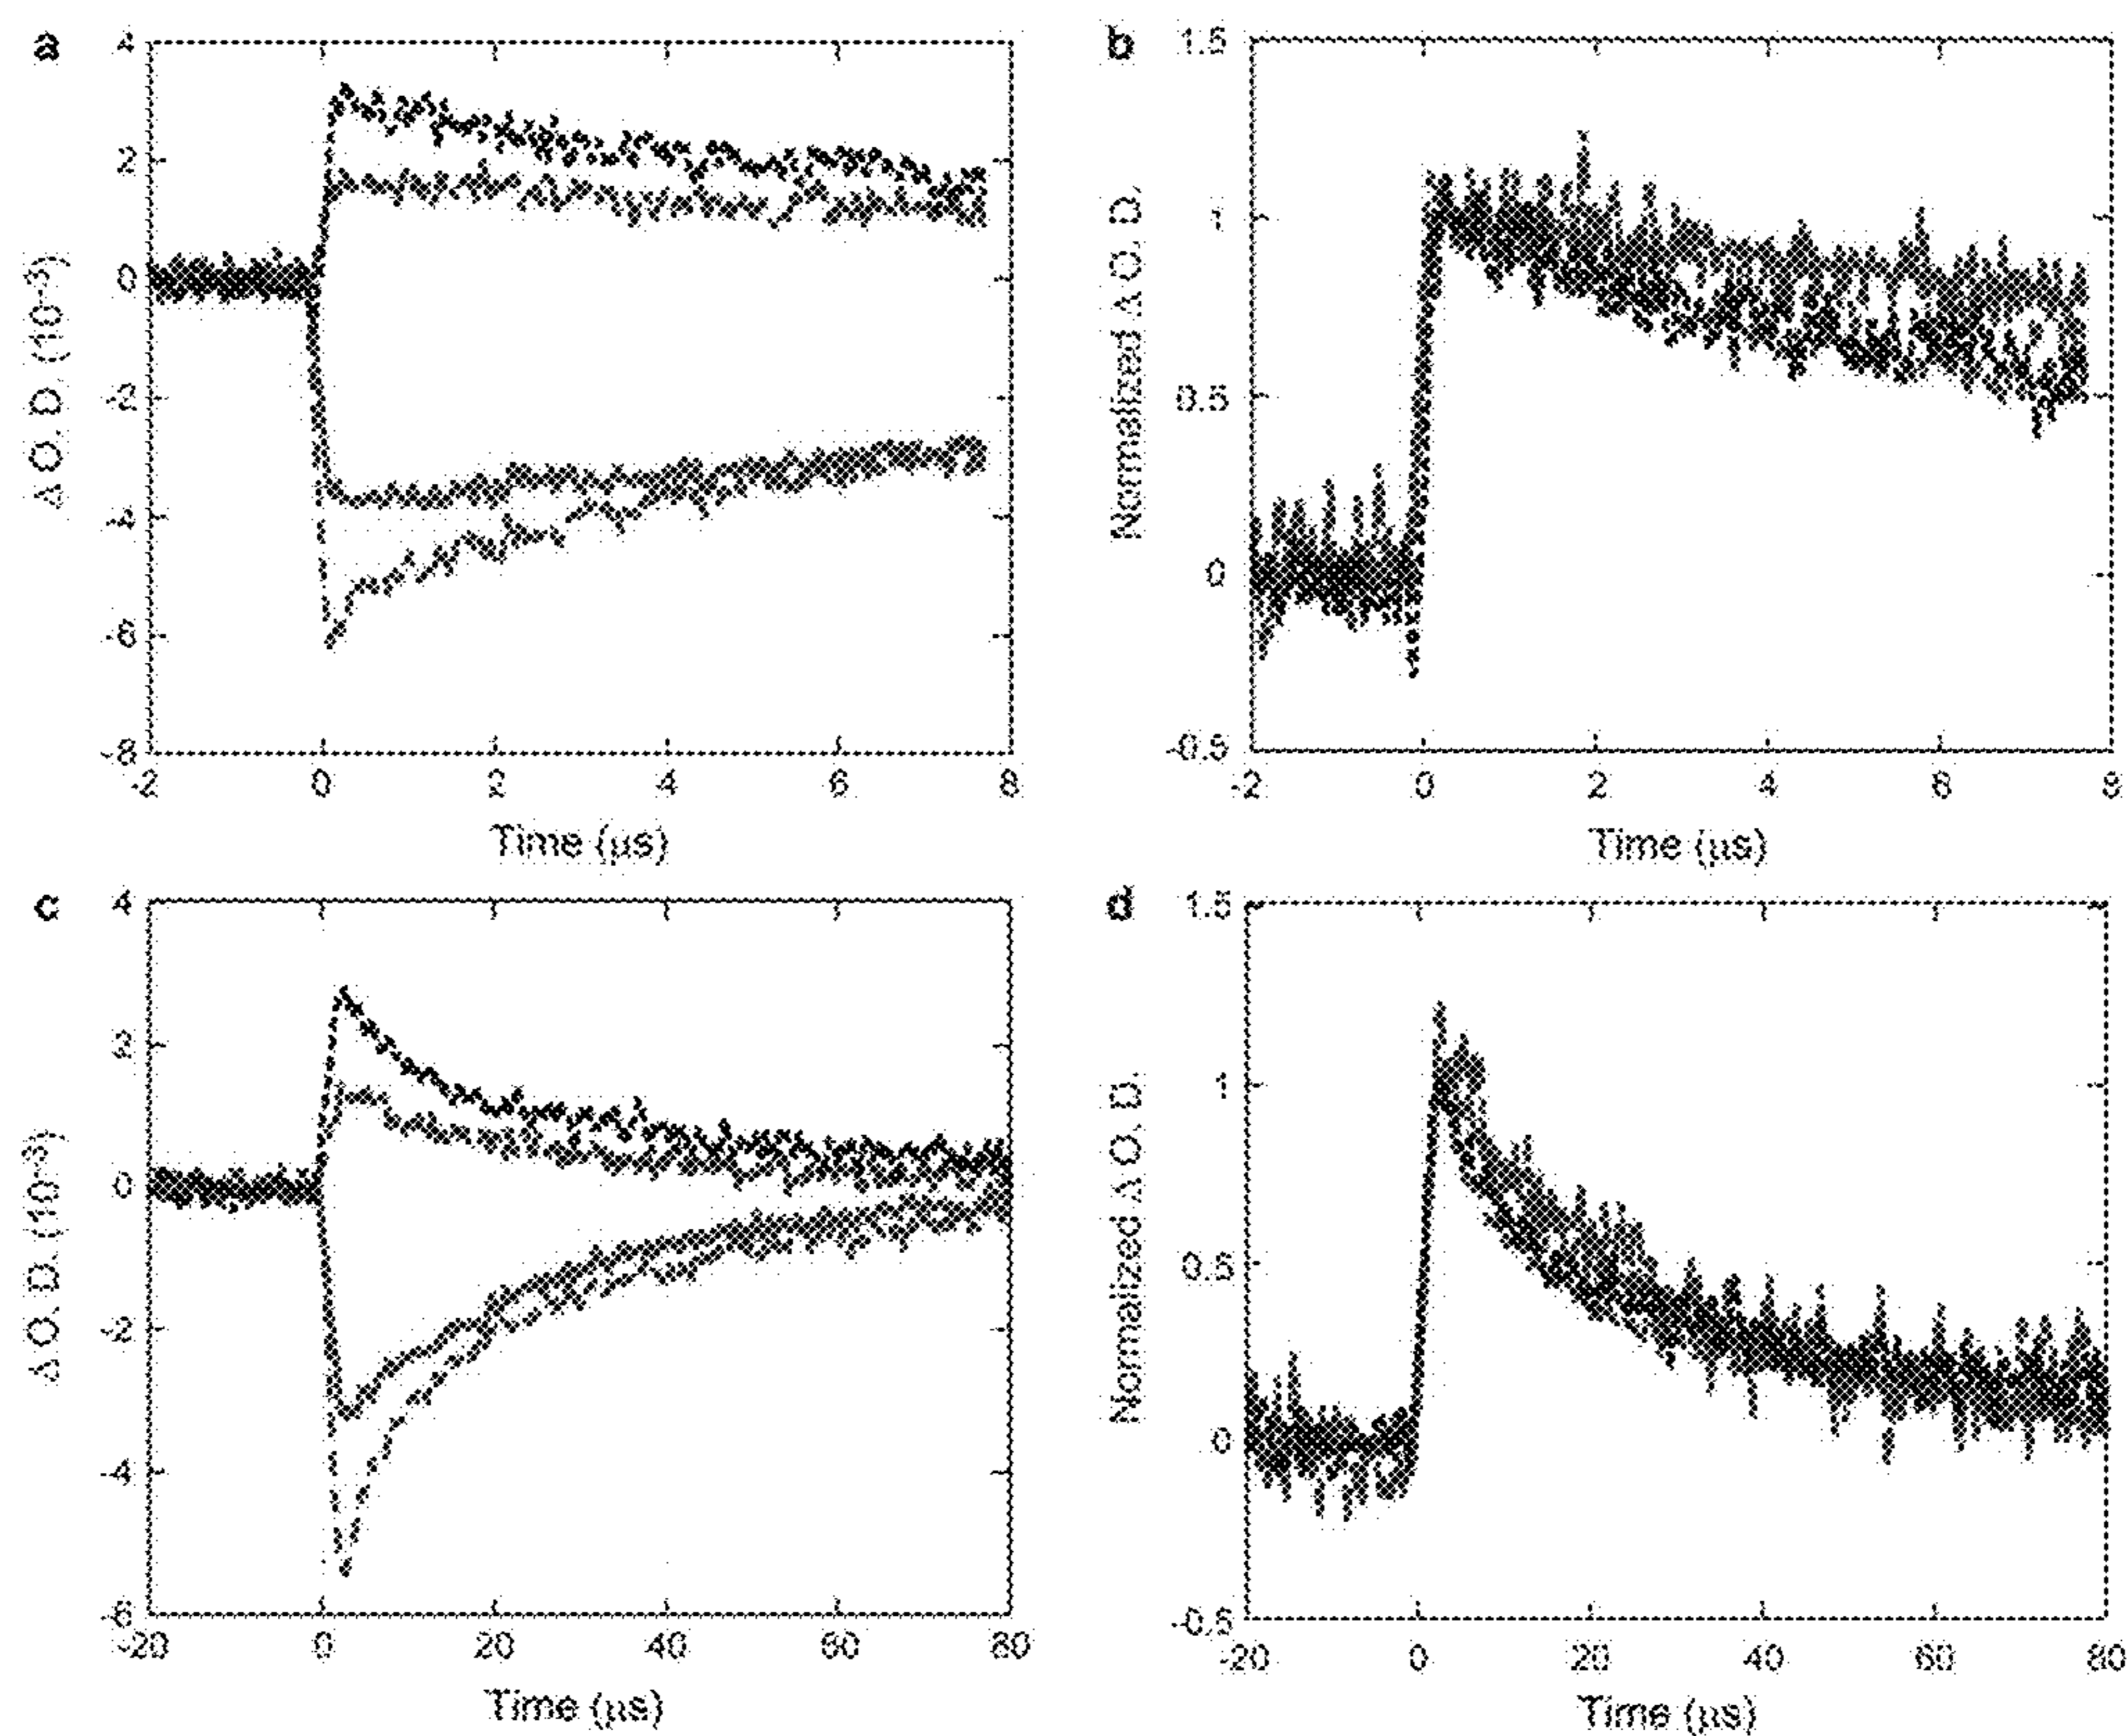 a
4
2
0
-2
-4
-6
-8
Δ O. D. (10⁻³)
-2 0 2 4 6 8
Time (μs)
b
1.5
1
0.5
0
-0.5
Normalized Δ O. D.
-2 0 2 4 6 8
Time (μs)
c
4
2
0
-2
-4
-6
Δ O. D. (10⁻³)
-20 0 20 40 60 80
Time (μs)
d
1.5
1
0.5
0
-0.5
Normalized Δ O. D.
-20 0 20 40 60 80
Time (μs)